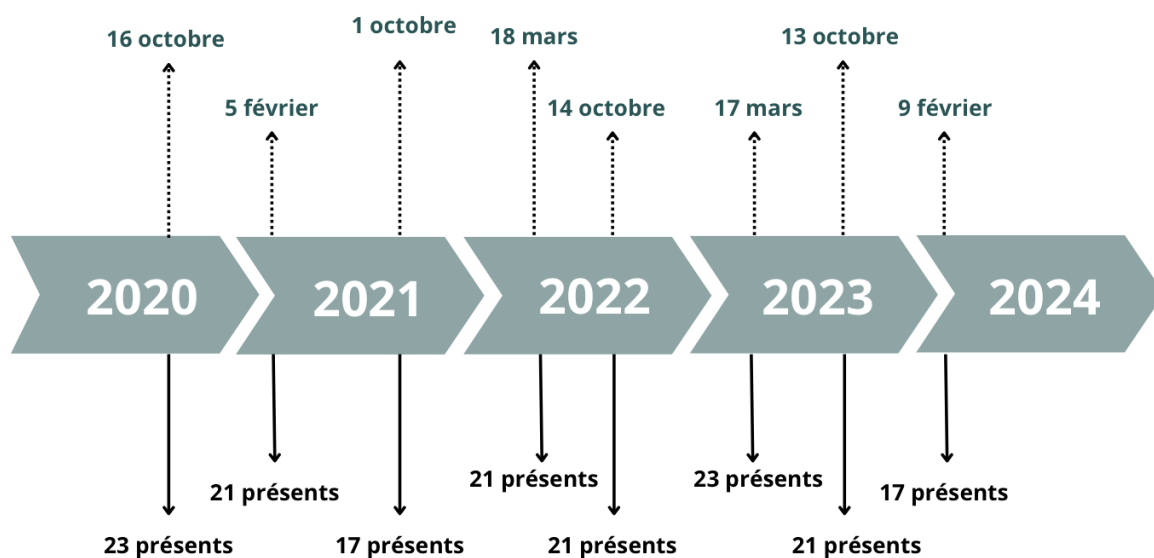 1 octobre
16 octobre
18 mars
13 octobre
5 février
14 octobre
17 mars
9 février
2020
2021
2022
2023
2024
21 présents
23 présents
21 présents
17 présents
23 présents
17 présents
21 présents
21 présents